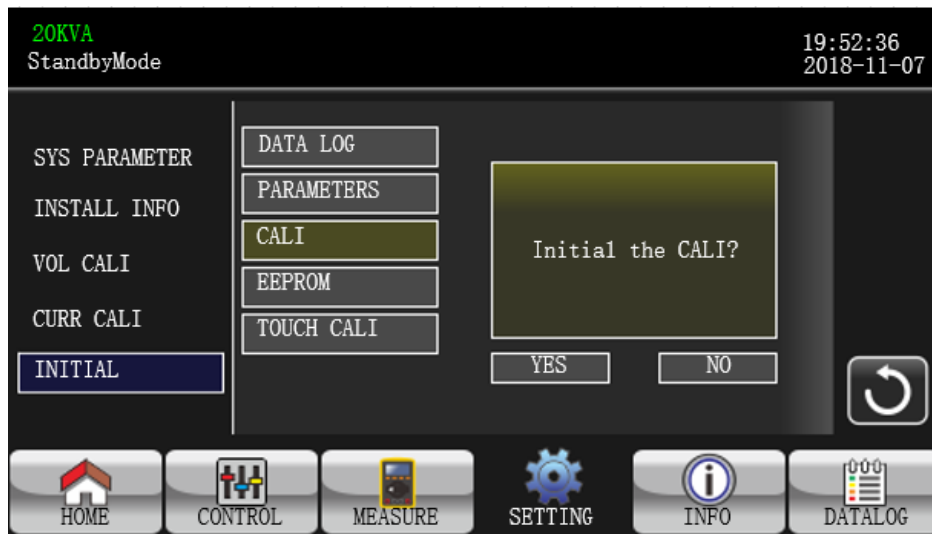 20KVA
StandbyMode
19:52:36
2018-11-07
SYS PARAMETER
INSTALL INFO
VOL CALI
CURR CALI
INITIAL
DATA LOG
PARAMETERS
CALI
EEPROM
TOUCH CALI
Initial the CALI?
YES
NO
HOME
CONTROL
MEASURE
SETTING
INFO
DATALOG